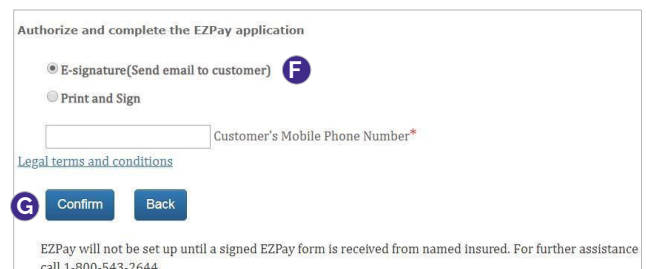 Authorize and complete the EZPay application
E-signature(Send email to customer) F
Print and Sign
Customer's Mobile Phone Number*
Legal terms and conditions
G Confirm Back
EZPay will not be set up until a signed EZPay form is received from named insured. For further assistance
call 1-800-543-2644